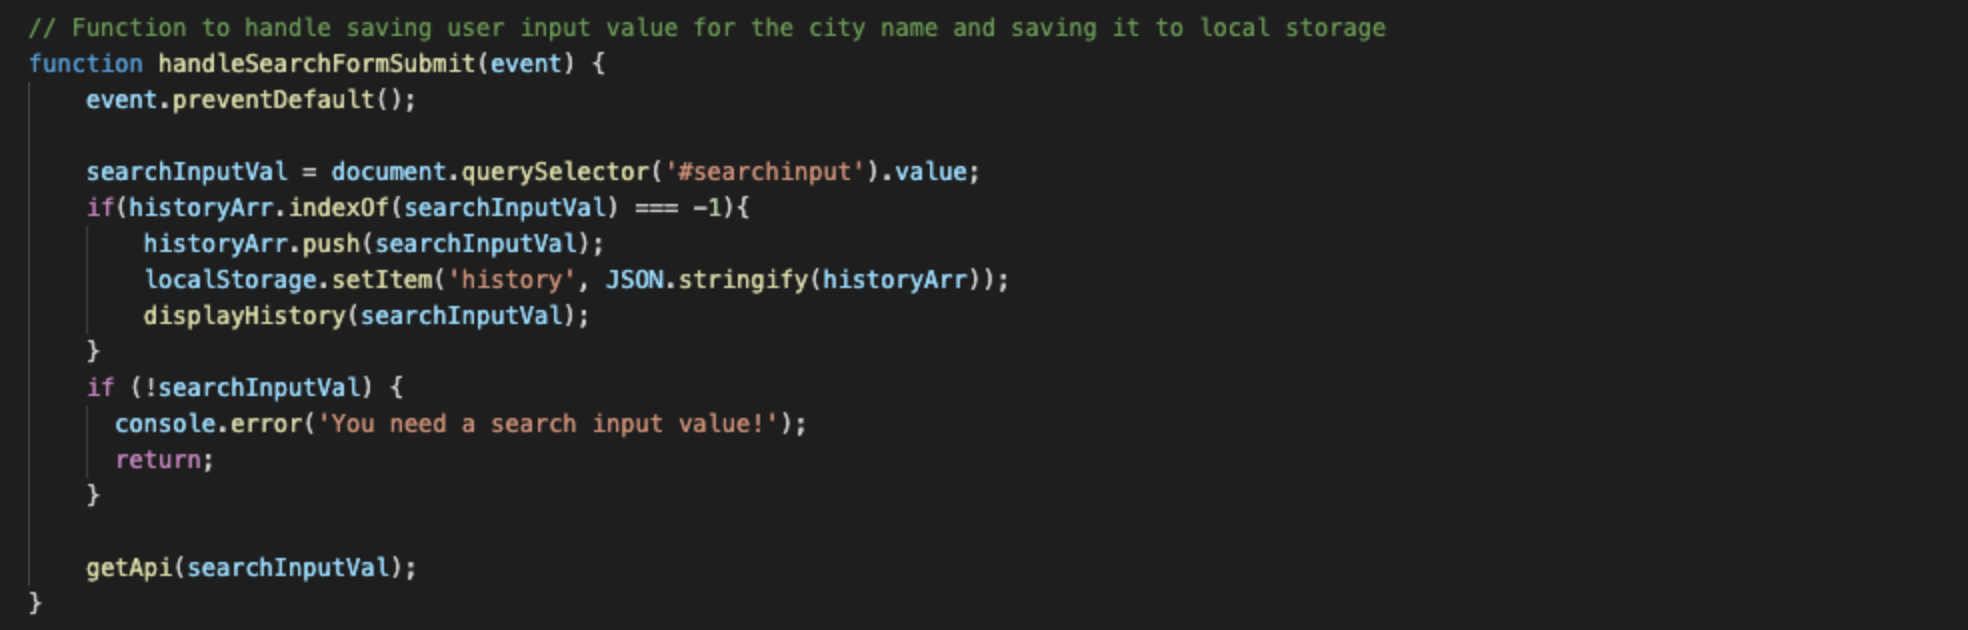 // Function to handle saving user input value for the city name and saving it to local storage
function handleSearchFormSubmit(event) {
    event.preventDefault();

    searchInputVal = document.querySelector('#searchinput').value;
    if(historyArr.indexOf(searchInputVal) === -1){
        historyArr.push(searchInputVal);
        localStorage.setItem('history', JSON.stringify(historyArr));
        displayHistory(searchInputVal);
    }
    if (!searchInputVal) {
      console.error('You need a search input value!');
      return;
    }

    getApi(searchInputVal);
}